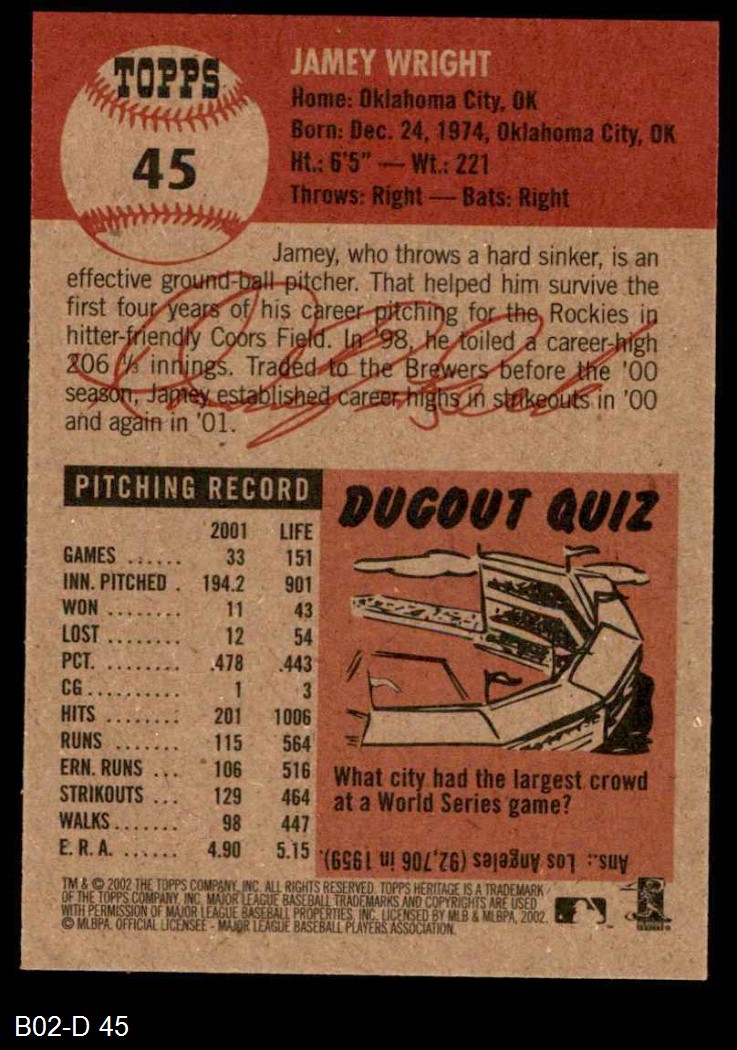 TOPPS
45
JAMEY WRIGHT
Home: Oklahoma City, OK
Born: Dec. 24, 1974, Oklahoma City, OK
Ht.: 6'5" — Wt.: 221
Throws: Right — Bats: Right
Jamey, who throws a hard sinker, is an
effective ground-ball pitcher. That helped him survive the
first four years of his career pitching for the Rockies in
hitter-friendly Coors Field. In '98, he toiled a career-high
206 ⅓ innings. Traded to the Brewers before the '00
season, Jamey established career highs in strikeouts in '00
and again in '01.
PITCHING RECORD
2001 LIFE
GAMES ...... 33 151
INN. PITCHED . 194.2 901
WON ........ 11 43
LOST ........ 12 54
PCT. ........ .478 .443
CG.......... 1 3
HITS ........ 201 1006
RUNS ....... 115 564
ERN. RUNS ... 106 516
STRIKOUTS ... 129 464
WALKS....... 98 447
E. R. A. ...... 4.90 5.15
DUGOUT QUIZ
What city had the largest crowd
at a World Series game?
Ans.: Los Angeles (92,706 in 1959).
TM & © 2002 THE TOPPS COMPANY, INC. ALL RIGHTS RESERVED. TOPPS HERITAGE IS A TRADEMARK
OF THE TOPPS COMPANY, INC. MAJOR LEAGUE BASEBALL TRADEMARKS AND COPYRIGHTS ARE USED
WITH PERMISSION OF MAJOR LEAGUE BASEBALL PROPERTIES, INC. LICENSED BY MLB & MLBPA, 2002.
© MLBPA. OFFICIAL LICENSEE - MAJOR LEAGUE BASEBALL PLAYERS ASSOCIATION.
B02-D 45